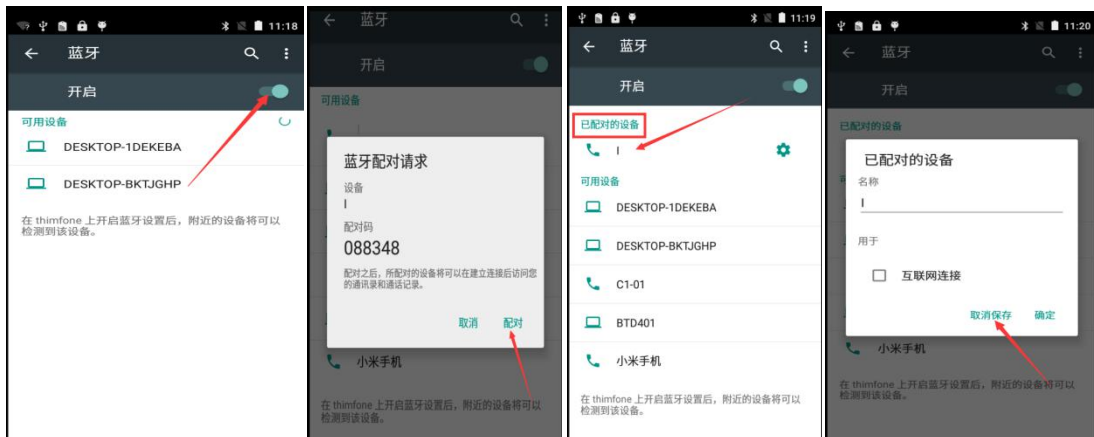 11:18
蓝牙
开启
可用设备
DESKTOP-1DEKEBA
DESKTOP-BKTJGHP
在 thimfone 上开启蓝牙设置后，附近的设备将可以
检测到该设备。
蓝牙
开启
可用设备
蓝牙配对请求
设备
l
配对码
088348
配对之后，所配对的设备将可以在建立连接后访问您
的通讯录和通话记录。
取消 配对
小米手机
在 thimfone 上开启蓝牙设置后，附近的设备将可以
检测到该设备。
11:19
蓝牙
开启
已配对的设备
l
可用设备
DESKTOP-1DEKEBA
DESKTOP-BKTJGHP
C1-01
BTD401
小米手机
在 thimfone 上开启蓝牙设置后，附近的设备将可以
检测到该设备。
11:20
蓝牙
开启
已配对的设备
已配对的设备
名称
l
用于
互联网连接
取消保存 确定
小米手机
在 thimfone 上开启蓝牙设置后，附近的设备将可以
检测到该设备。